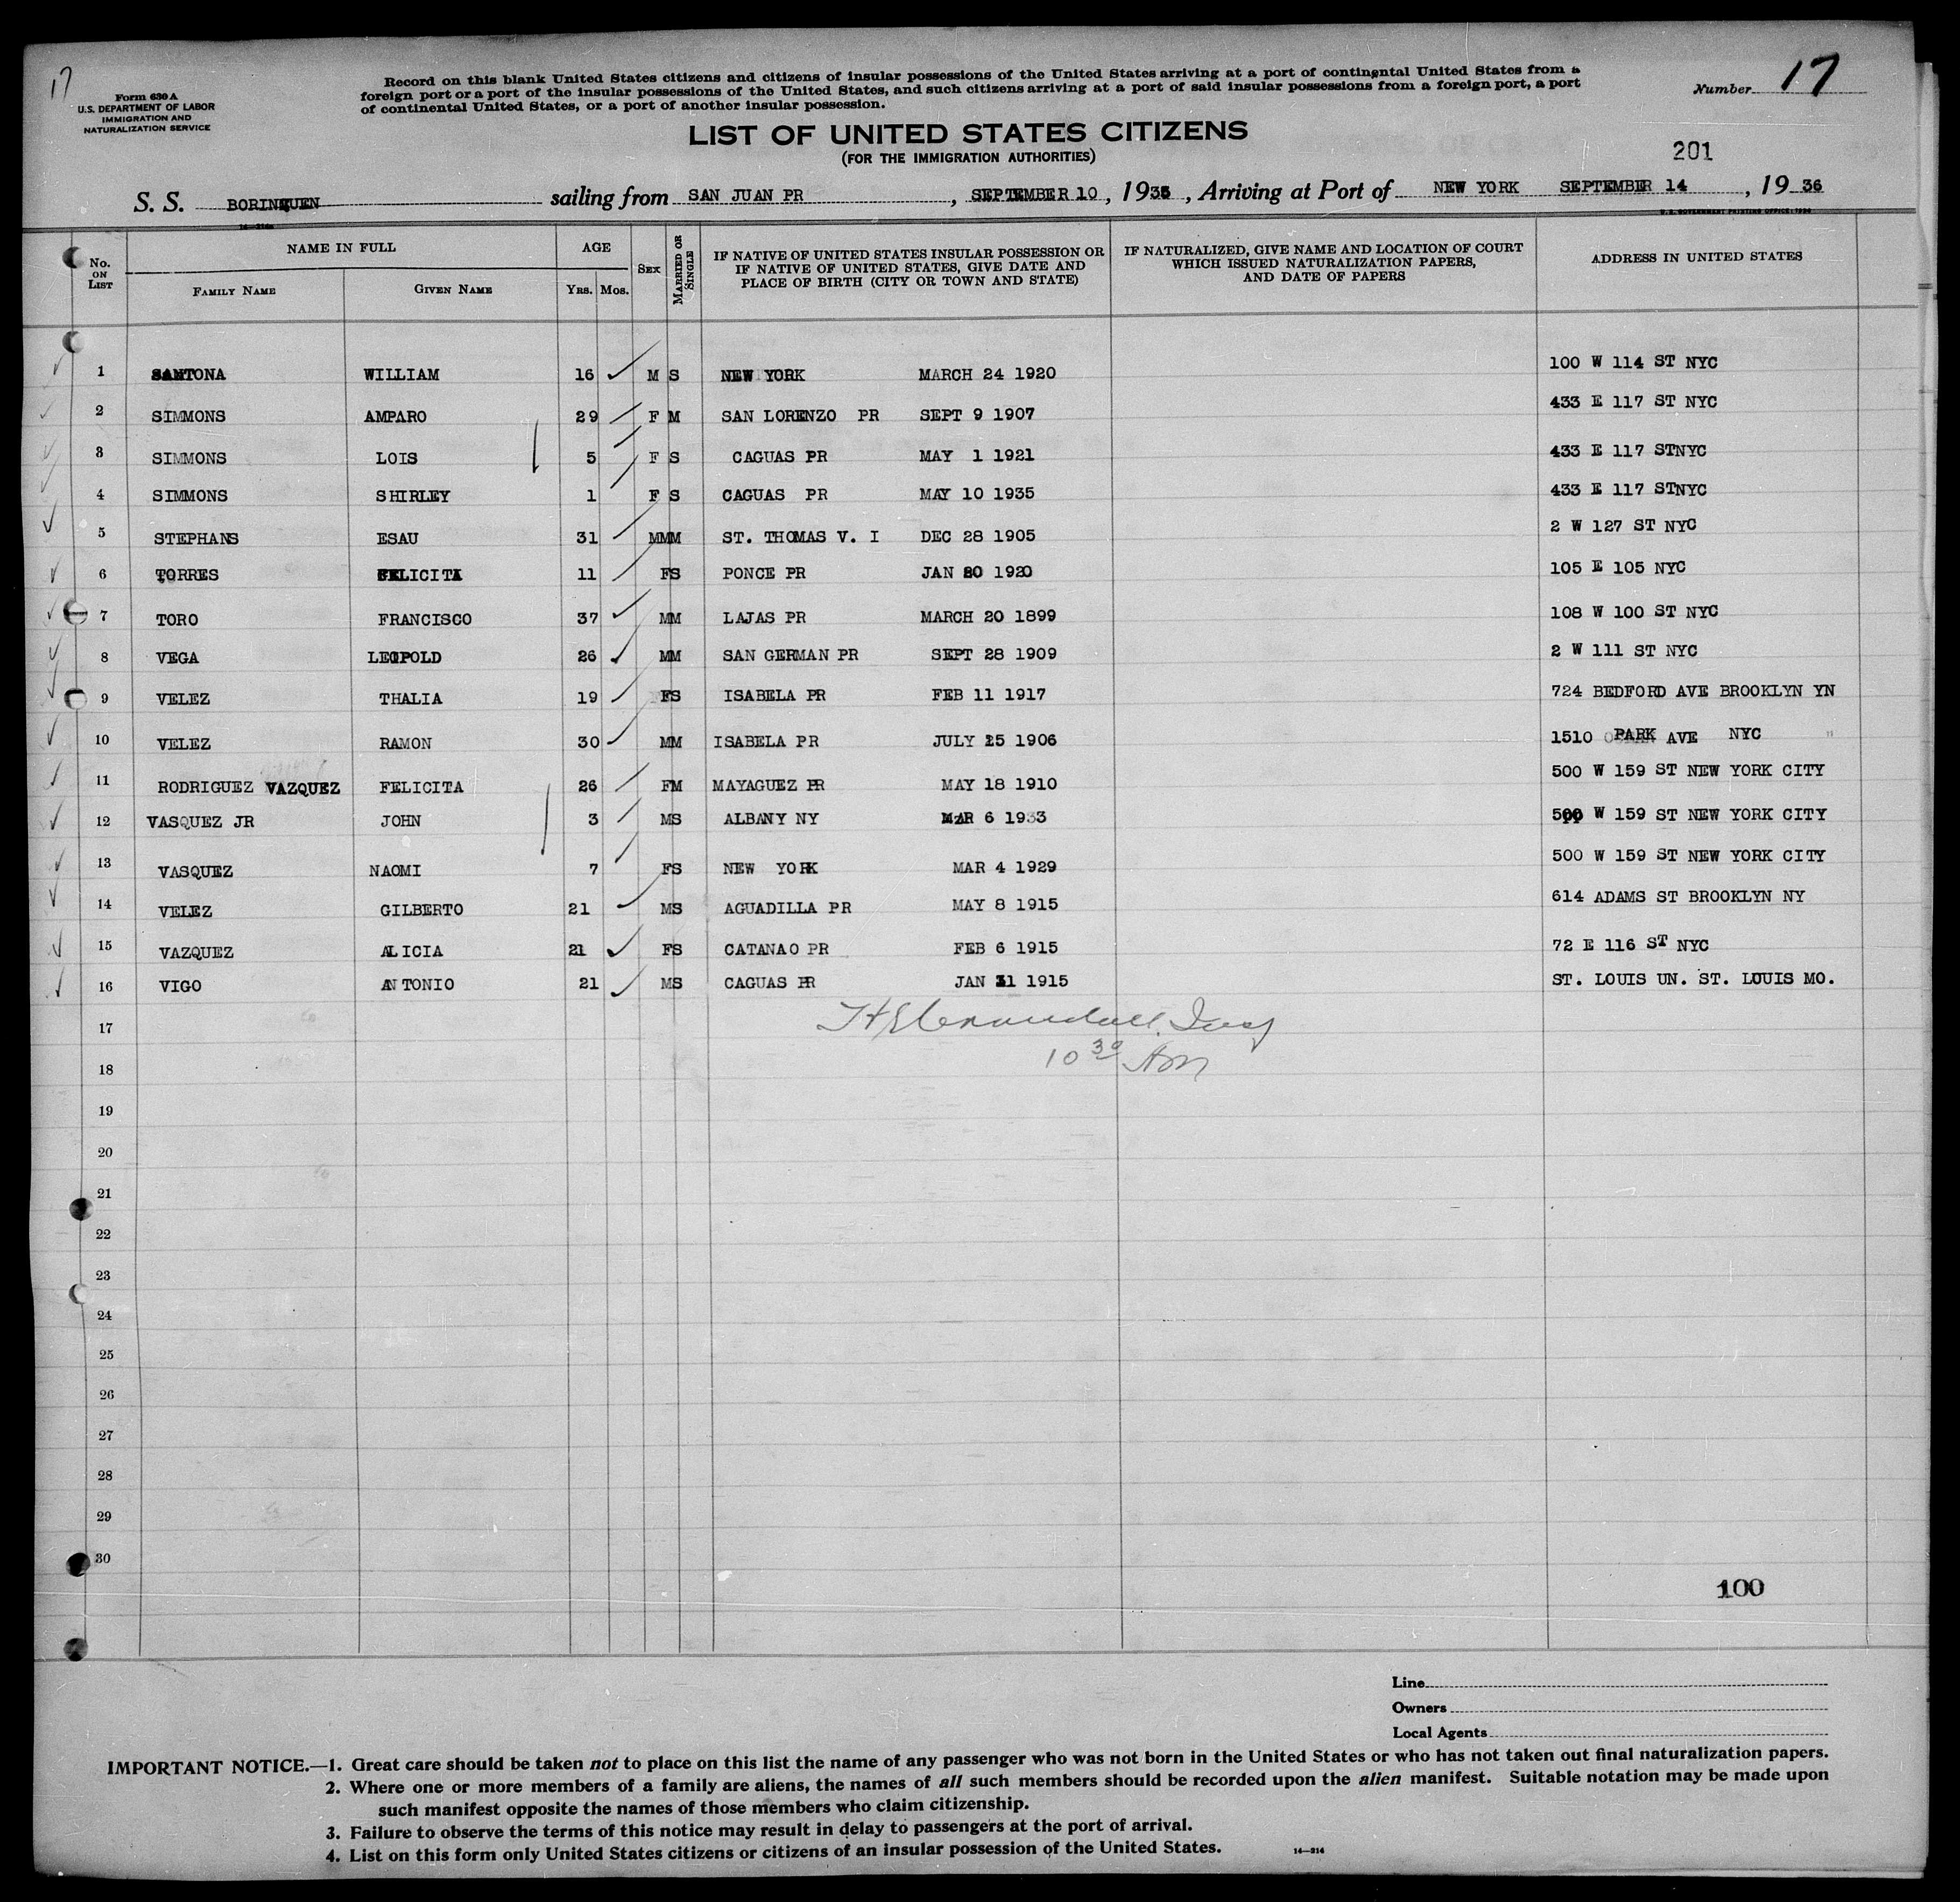 17
Form 630 A
U.S. DEPARTMENT OF LABOR
IMMIGRATION AND
NATURALIZATION SERVICE
Record on this blank United States citizens and citizens of insular possessions of the United States arriving at a port of continental United States from a
foreign port or a port of the insular possessions of the United States, and such citizens arriving at a port of said insular possessions from a foreign port, a port
of continental United States, or a port of another insular possession.
Number 17
LIST OF UNITED STATES CITIZENS
(FOR THE IMMIGRATION AUTHORITIES)
201
S. S. BORINQUEN sailing from SAN JUAN PR, SEPTEMBER 10, 1936, Arriving at Port of NEW YORK SEPTEMBER 14, 1936
U.S. GOVERNMENT PRINTING OFFICE: 1934
No. ON LIST
NAME IN FULL
FAMILY NAME GIVEN NAME
AGE
YRS. MOS.
SEX
MARRIED OR SINGLE
IF NATIVE OF UNITED STATES INSULAR POSSESSION OR
IF NATIVE OF UNITED STATES, GIVE DATE AND
PLACE OF BIRTH (CITY OR TOWN AND STATE)
IF NATURALIZED, GIVE NAME AND LOCATION OF COURT
WHICH ISSUED NATURALIZATION PAPERS,
AND DATE OF PAPERS
ADDRESS IN UNITED STATES
1 SANTONA WILLIAM 16 M S NEW YORK MARCH 24 1920 100 W 114 ST NYC
2 SIMMONS AMPARO 29 F M SAN LORENZO PR SEPT 9 1907 433 E 117 ST NYC
3 SIMMONS LOIS 5 F S CAGUAS PR MAY 1 1921 433 E 117 STNYC
4 SIMMONS SHIRLEY 1 F S CAGUAS PR MAY 10 1935 433 E 117 STNYC
5 STEPHANS ESAU 31 MMM ST. THOMAS V. I DEC 28 1905 2 W 127 ST NYC
6 TORRES FELICITA 11 FS PONCE PR JAN 1920 105 E 105 NYC
7 TORO FRANCISCO 37 MM LAJAS PR MARCH 20 1899 108 W 100 ST NYC
8 VEGA LEOPOLD 26 MM SAN GERMAN PR SEPT 28 1909 2 W 111 ST NYC
9 VELEZ THALIA 19 FS ISABELA PR FEB 11 1917 724 BEDFORD AVE BROOKLYN YN
10 VELEZ RAMON 30 MM ISABELA PR JULY 1906 1510 PARK AVE NYC
11 RODRIGUEZ VAZQUEZ FELICITA 26 FM MAYAGUEZ PR MAY 18 1910 500 W 159 ST NEW YORK CITY
12 VASQUEZ JR JOHN 3 MS ALBANY NY MAR 6 1933 500 W 159 ST NEW YORK CITY
13 VASQUEZ NAOMI 7 FS NEW YORK MAR 4 1929 500 W 159 ST NEW YORK CITY
14 VELEZ GILBERTO 21 MS AGUADILLA PR MAY 8 1915 614 ADAMS ST BROOKLYN NY
15 VAZQUEZ ALICIA 21 FS CATANAO PR FEB 6 1915 72 E 116 ST NYC
16 VIGO ANTONIO 21 MS CAGUAS PR JAN 1915 ST. LOUIS UN. ST. LOUIS MO.
17
10 30 AM
18
19
20
21
22
23
24
25
26
27
28
29
30
100
Line
Owners
Local Agents
IMPORTANT NOTICE.—1. Great care should be taken not to place on this list the name of any passenger who was not born in the United States or who has not taken out final naturalization papers.
2. Where one or more members of a family are aliens, the names of all such members should be recorded upon the alien manifest. Suitable notation may be made upon
such manifest opposite the names of those members who claim citizenship.
3. Failure to observe the terms of this notice may result in delay to passengers at the port of arrival.
4. List on this form only United States citizens or citizens of an insular possession of the United States.
14—214